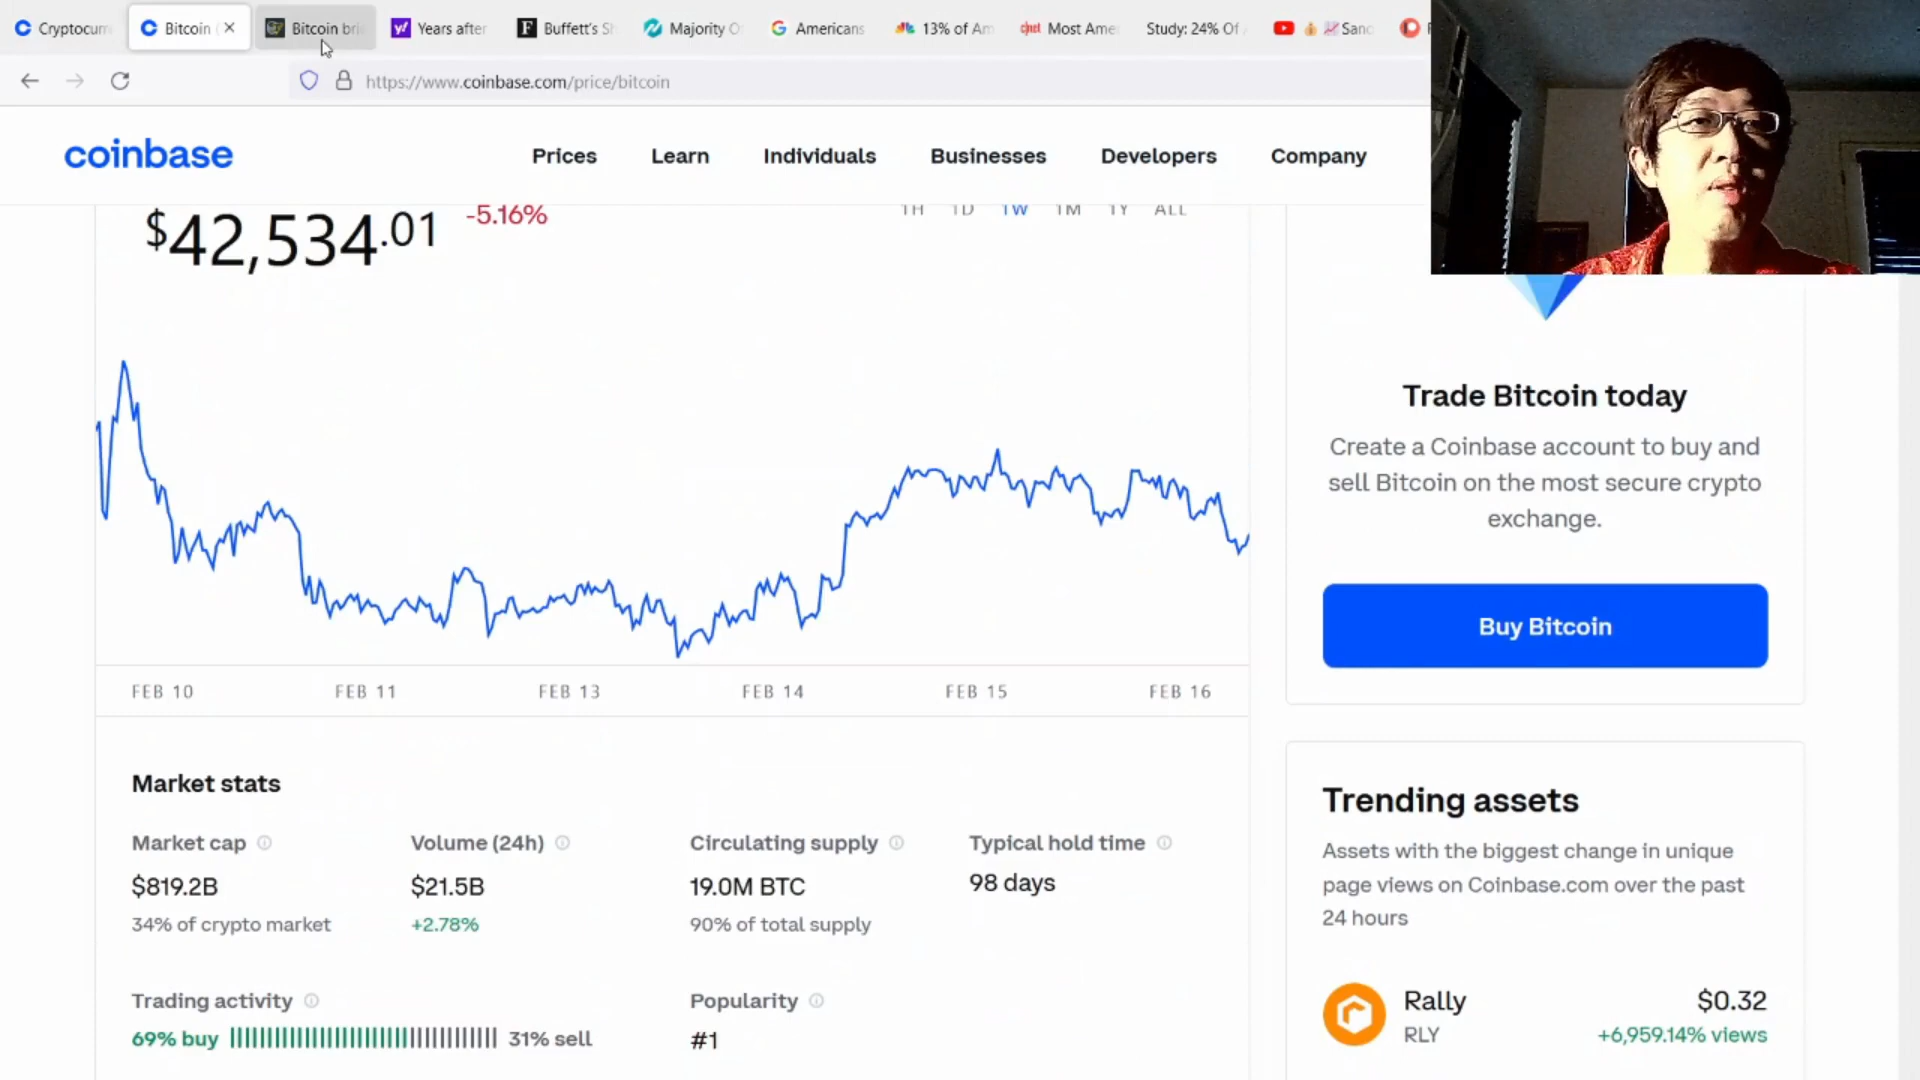 Cryptocurr
Bitcoin
Bitcoin bri
Years after
Buffett's S
Majority O
Americans
13% of Am
Most Ame
Study: 24% Of
Sanc
https://www.coinbase.com/price/bitcoin
coinbase
Prices
Learn
Individuals
Businesses
Developers
Company
$42,534.01
-5.16%
1H 1D 1W 1M 1Y ALL
FEB 10
FEB 11
FEB 13
FEB 14
FEB 15
FEB 16
Market stats
Market cap
$819.2B
34% of crypto market
Volume (24h)
$21.5B
+2.78%
Circulating supply
19.0M BTC
90% of total supply
Typical hold time
98 days
Trading activity
69% buy
31% sell
Popularity
#1
Trade Bitcoin today
Create a Coinbase account to buy and
sell Bitcoin on the most secure crypto
exchange.
Buy Bitcoin
Trending assets
Assets with the biggest change in unique
page views on Coinbase.com over the past
24 hours
Rally
RLY
$0.32
+6,959.14% views